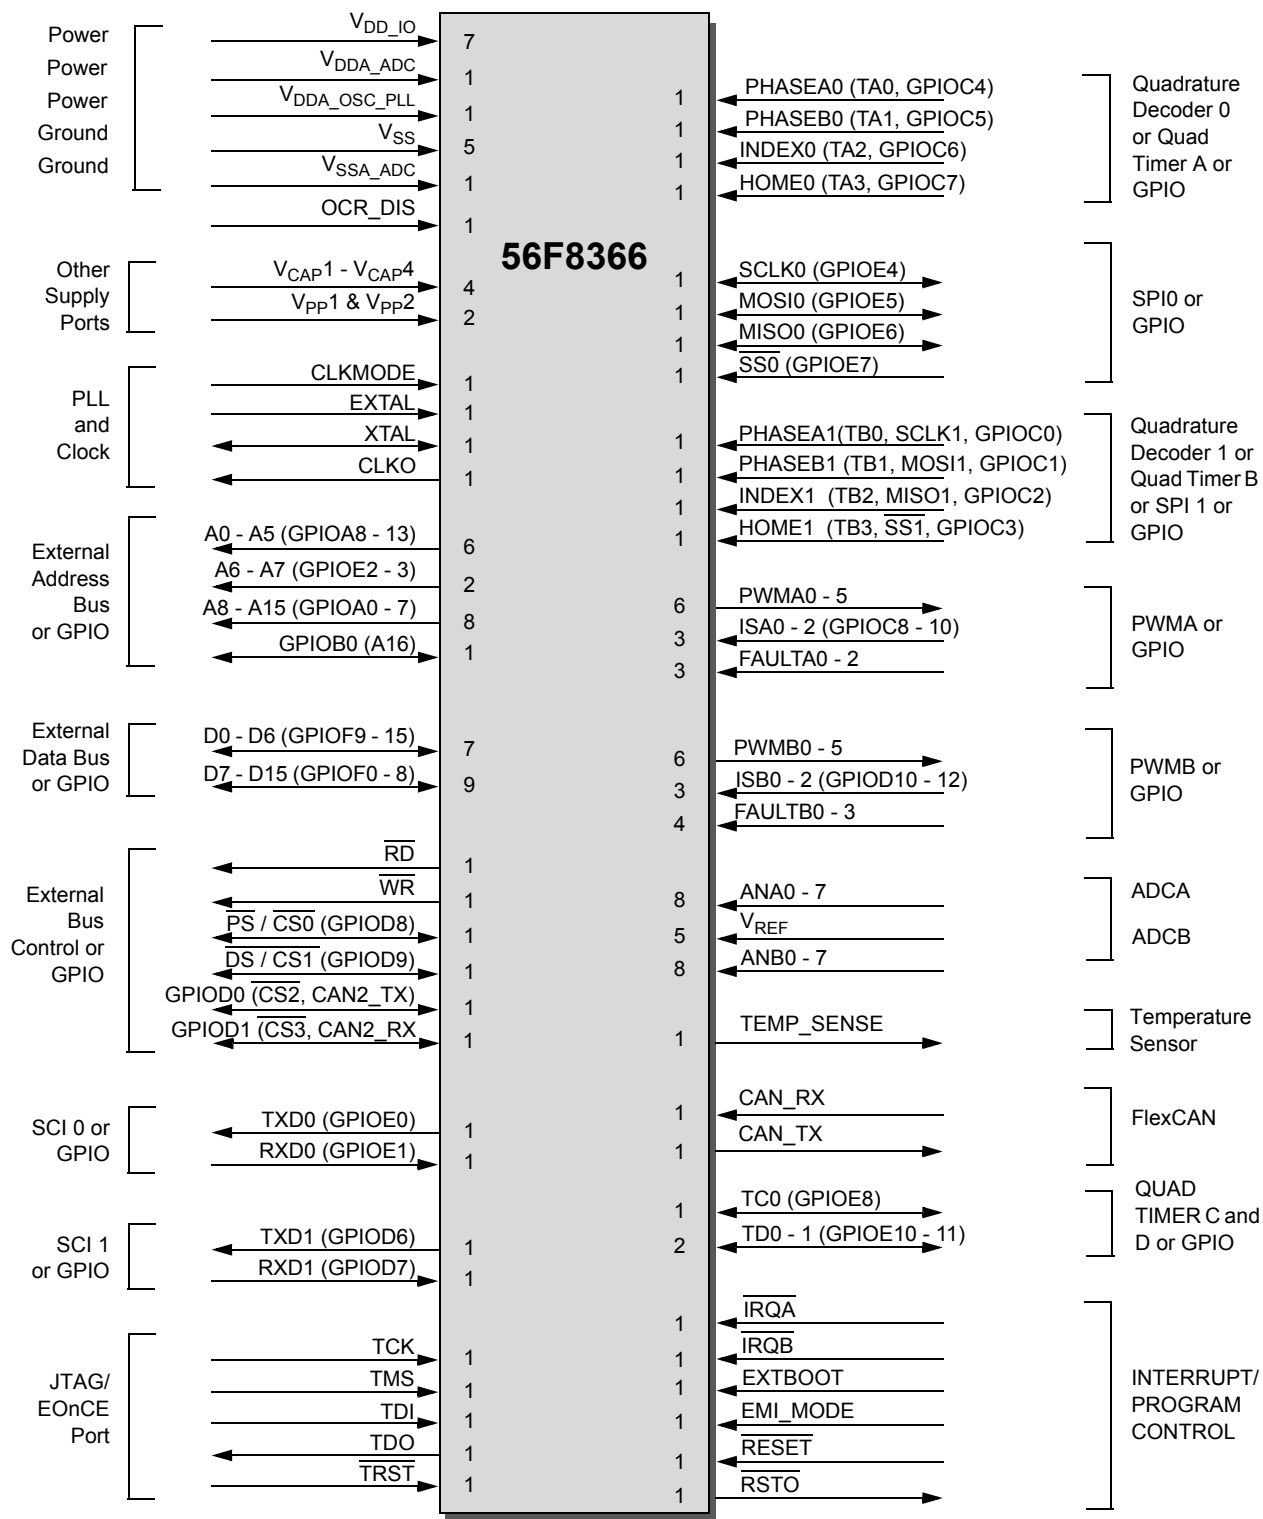 56F8366
Power
Power
Power
Ground
Ground
V_DD_IO 7
V_DDA_ADC 1
V_DDA_OSC_PLL 1
V_SS 5
V_SSA_ADC 1
OCR_DIS 1
Other
Supply
Ports
V_CAP1 - V_CAP4 4
V_PP1 & V_PP2 2
PLL
and
Clock
CLKMODE 1
EXTAL 1
XTAL 1
CLKO 1
External
Address
Bus
or GPIO
A0 - A5 (GPIOA8 - 13) 6
A6 - A7 (GPIOE2 - 3) 2
A8 - A15 (GPIOA0 - 7) 8
GPIOB0 (A16) 1
External
Data Bus
or GPIO
D0 - D6 (GPIOF9 - 15) 7
D7 - D15 (GPIOF0 - 8) 9
External
Bus
Control or
GPIO
RD 1
WR 1
PS / CS0 (GPIOD8) 1
DS / CS1 (GPIOD9) 1
GPIOD0 (CS2, CAN2_TX) 1
GPIOD1 (CS3, CAN2_RX 1
SCI 0 or
GPIO
TXD0 (GPIOE0) 1
RXD0 (GPIOE1) 1
SCI 1
or GPIO
TXD1 (GPIOD6) 1
RXD1 (GPIOD7) 1
JTAG/
EOnCE
Port
TCK 1
TMS 1
TDI 1
TDO 1
TRST 1
1 PHASEA0 (TA0, GPIOC4)
1 PHASEB0 (TA1, GPIOC5)
1 INDEX0 (TA2, GPIOC6)
1 HOME0 (TA3, GPIOC7)
Quadrature
Decoder 0
or Quad
Timer A or
GPIO
1 SCLK0 (GPIOE4)
1 MOSI0 (GPIOE5)
1 MISO0 (GPIOE6)
1 SS0 (GPIOE7)
SPI0 or
GPIO
1 PHASEA1(TB0, SCLK1, GPIOC0)
1 PHASEB1 (TB1, MOSI1, GPIOC1)
1 INDEX1 (TB2, MISO1, GPIOC2)
1 HOME1 (TB3, SS1, GPIOC3)
Quadrature
Decoder 1 or
Quad Timer B
or SPI 1 or
GPIO
6 PWMA0 - 5
3 ISA0 - 2 (GPIOC8 - 10)
3 FAULTA0 - 2
PWMA or
GPIO
6 PWMB0 - 5
3 ISB0 - 2 (GPIOD10 - 12)
4 FAULTB0 - 3
PWMB or
GPIO
8 ANA0 - 7
5 V_REF
8 ANB0 - 7
ADCA
ADCB
1 TEMP_SENSE
Temperature
Sensor
1 CAN_RX
1 CAN_TX
FlexCAN
1 TC0 (GPIOE8)
2 TD0 - 1 (GPIOE10 - 11)
QUAD
TIMER C and
D or GPIO
1 IRQA
1 IRQB
1 EXTBOOT
1 EMI_MODE
1 RESET
1 RSTO
INTERRUPT/
PROGRAM
CONTROL